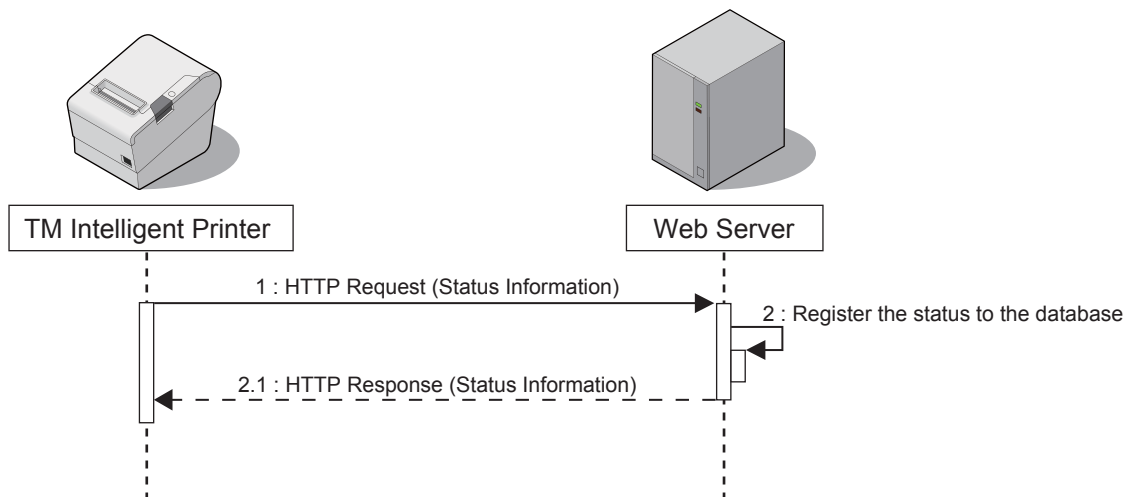 TM Intelligent Printer
Web Server
1 : HTTP Request (Status Information)
2 : Register the status to the database
2.1 : HTTP Response (Status Information)